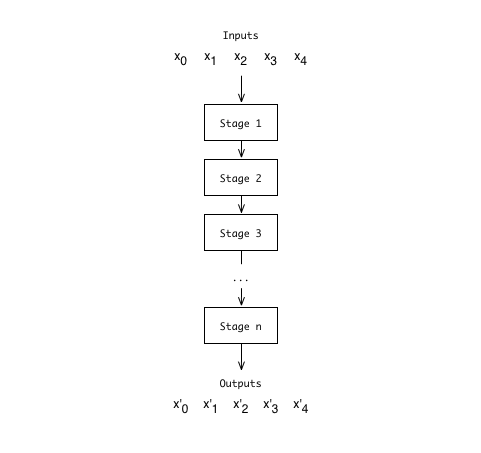 Inputs
x0 x1 x2 x3 x4
Stage 1
Stage 2
Stage 3
...
Stage n
Outputs
x'0 x'1 x'2 x'3 x'4